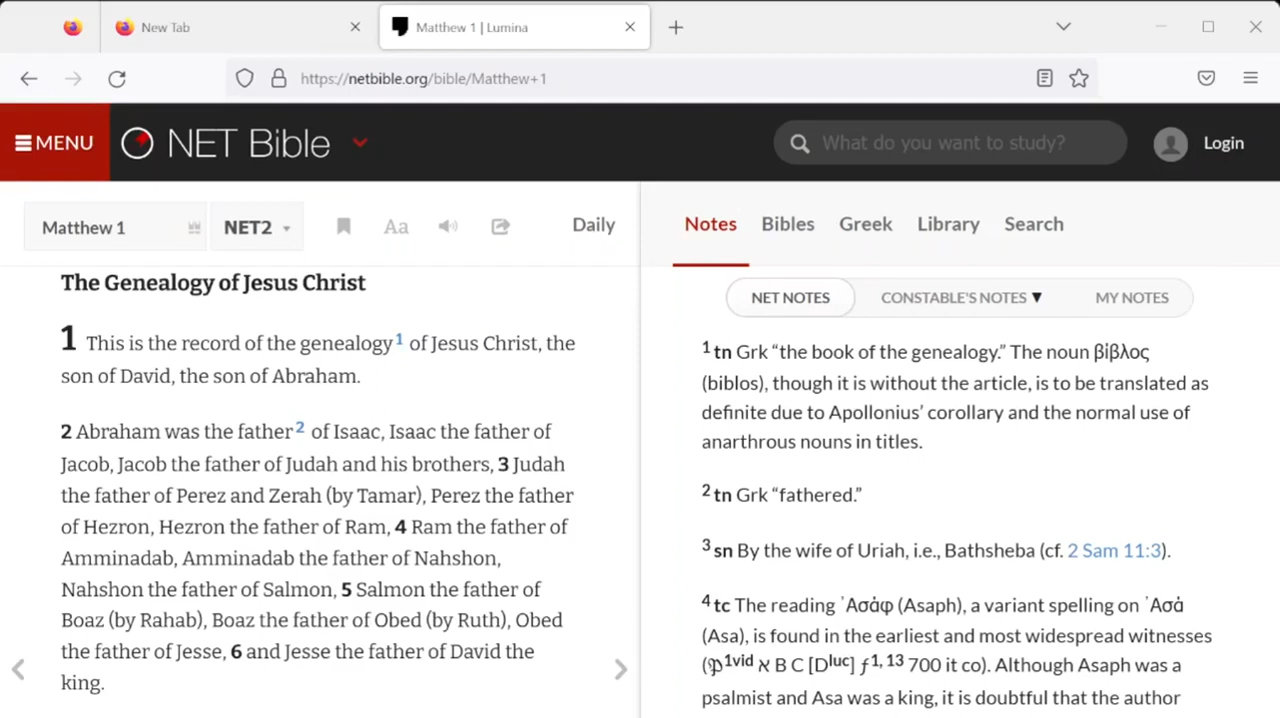 New Tab
Matthew 1 | Lumina
https://netbible.org/bible/Matthew+1
MENU
NET Bible
What do you want to study?
Login
Matthew 1
NET2
Aa
Daily
The Genealogy of Jesus Christ
1 This is the record of the genealogy1 of Jesus Christ, the
son of David, the son of Abraham.
2 Abraham was the father2 of Isaac, Isaac the father of
Jacob, Jacob the father of Judah and his brothers, 3 Judah
the father of Perez and Zerah (by Tamar), Perez the father
of Hezron, Hezron the father of Ram, 4 Ram the father of
Amminadab, Amminadab the father of Nahshon,
Nahshon the father of Salmon, 5 Salmon the father of
Boaz (by Rahab), Boaz the father of Obed (by Ruth), Obed
the father of Jesse, 6 and Jesse the father of David the
king.
Notes
Bibles
Greek
Library
Search
NET NOTES
CONSTABLE'S NOTES ▼
MY NOTES
1 tn Grk “the book of the genealogy.” The noun βίβλος
(biblos), though it is without the article, is to be translated as
definite due to Apollonius’ corollary and the normal use of
anarthrous nouns in titles.
2 tn Grk “fathered.”
3 sn By the wife of Uriah, i.e., Bathsheba (cf. 2 Sam 11:3).
4 tc The reading ᾿Ασάφ (Asaph), a variant spelling on ᾿Ασά
(Asa), is found in the earliest and most widespread witnesses
(𝔓1vid א B C [Dluc] ƒ1, 13 700 it co). Although Asaph was a
psalmist and Asa was a king, it is doubtful that the author